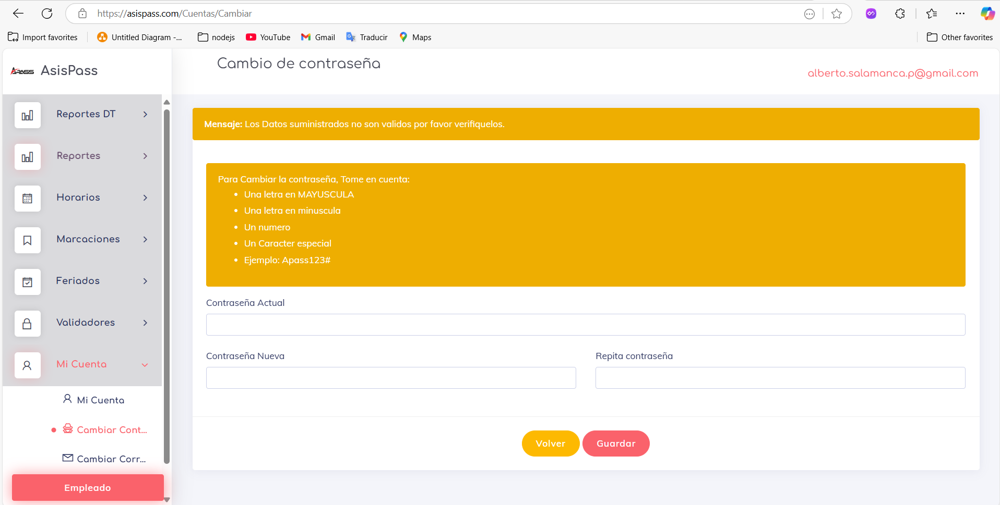 https://asispass.com/Cuentas/Cambiar
Import favorites
Untitled Diagram -...
nodejs
YouTube
Gmail
Traducir
Maps
Other favorites
APASS
AsisPass
Cambio de contraseña
alberto.salamanca.p@gmail.com
Reportes DT
Reportes
Horarios
Marcaciones
Feriados
Validadores
Mi Cuenta
Mi Cuenta
Cambiar Cont...
Cambiar Corr...
Empleado
Mensaje: Los Datos suministrados no son validos por favor verifiquelos.
Para Cambiar la contraseña, Tome en cuenta:
Una letra en MAYUSCULA
Una letra en minuscula
Un numero
Un Caracter especial
Ejemplo: Apass123#
Contraseña Actual
Contraseña Nueva
Repita contraseña
Volver
Guardar